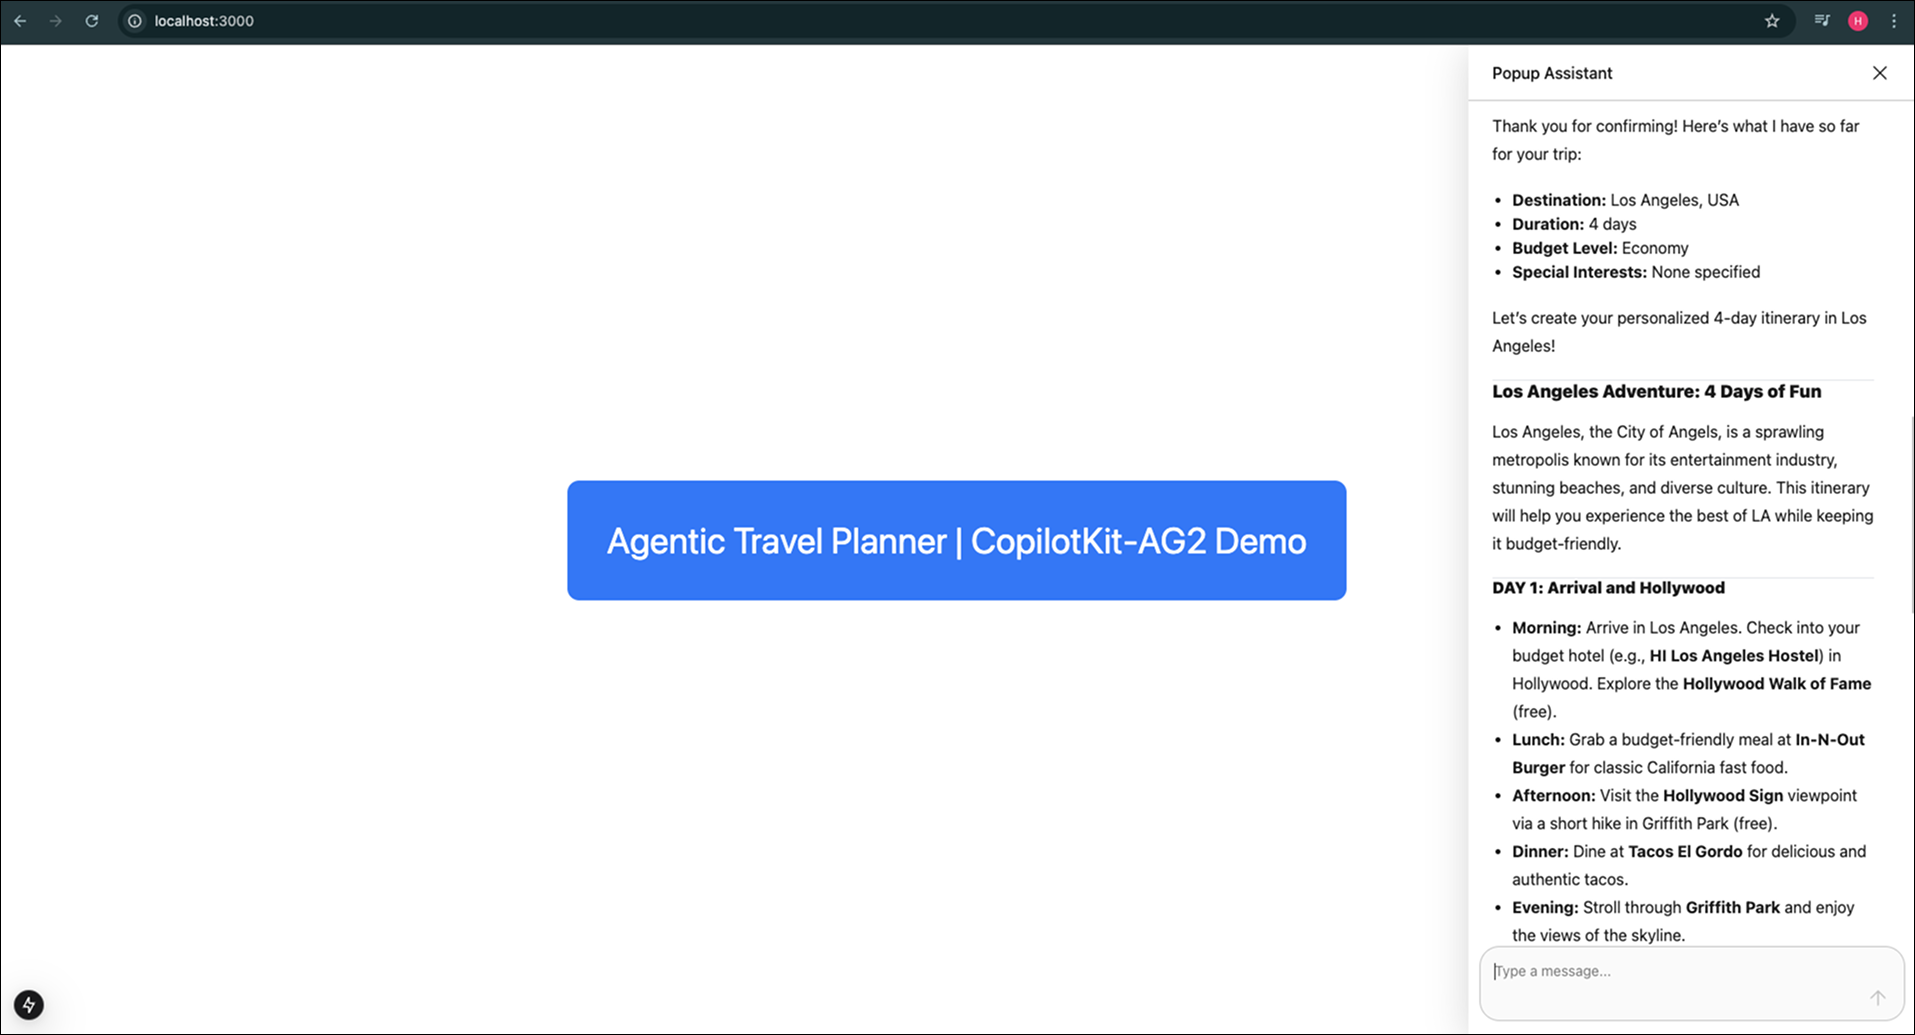 localhost:3000
H
Popup Assistant
Thank you for confirming! Here's what I have so far
for your trip:
• Destination: Los Angeles, USA
• Duration: 4 days
• Budget Level: Economy
• Special Interests: None specified
Let's create your personalized 4-day itinerary in Los
Angeles!
Los Angeles Adventure: 4 Days of Fun
Los Angeles, the City of Angels, is a sprawling
metropolis known for its entertainment industry,
stunning beaches, and diverse culture. This itinerary
will help you experience the best of LA while keeping
it budget-friendly.
DAY 1: Arrival and Hollywood
• Morning: Arrive in Los Angeles. Check into your
budget hotel (e.g., HI Los Angeles Hostel) in
Hollywood. Explore the Hollywood Walk of Fame
(free).
• Lunch: Grab a budget-friendly meal at In-N-Out
Burger for classic California fast food.
• Afternoon: Visit the Hollywood Sign viewpoint
via a short hike in Griffith Park (free).
• Dinner: Dine at Tacos El Gordo for delicious and
authentic tacos.
• Evening: Stroll through Griffith Park and enjoy
the views of the skyline.
Type a message...
Agentic Travel Planner | CopilotKit-AG2 Demo